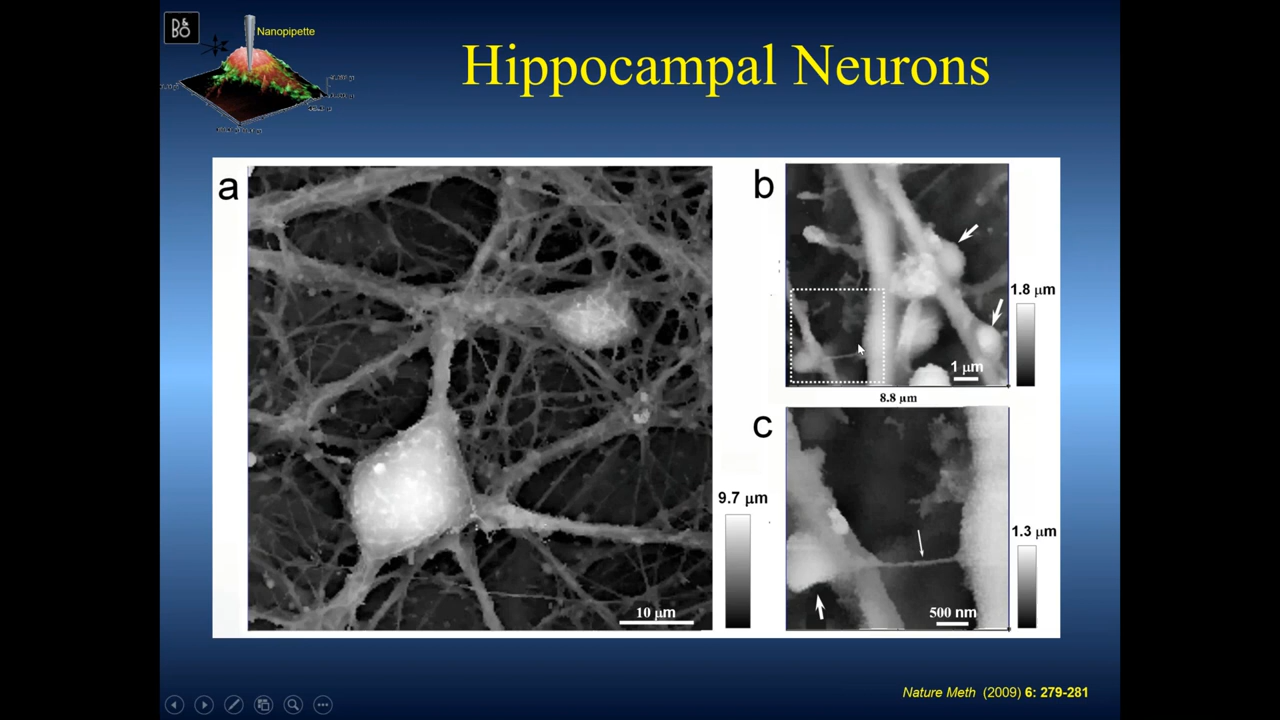 B&O
Nanopipette
Hippocampal Neurons
a
b
1.8 µm
1 µm
8.8 µm
c
9.7 µm
1.3 µm
10 µm
500 nm
Nature Meth (2009) 6: 279-281